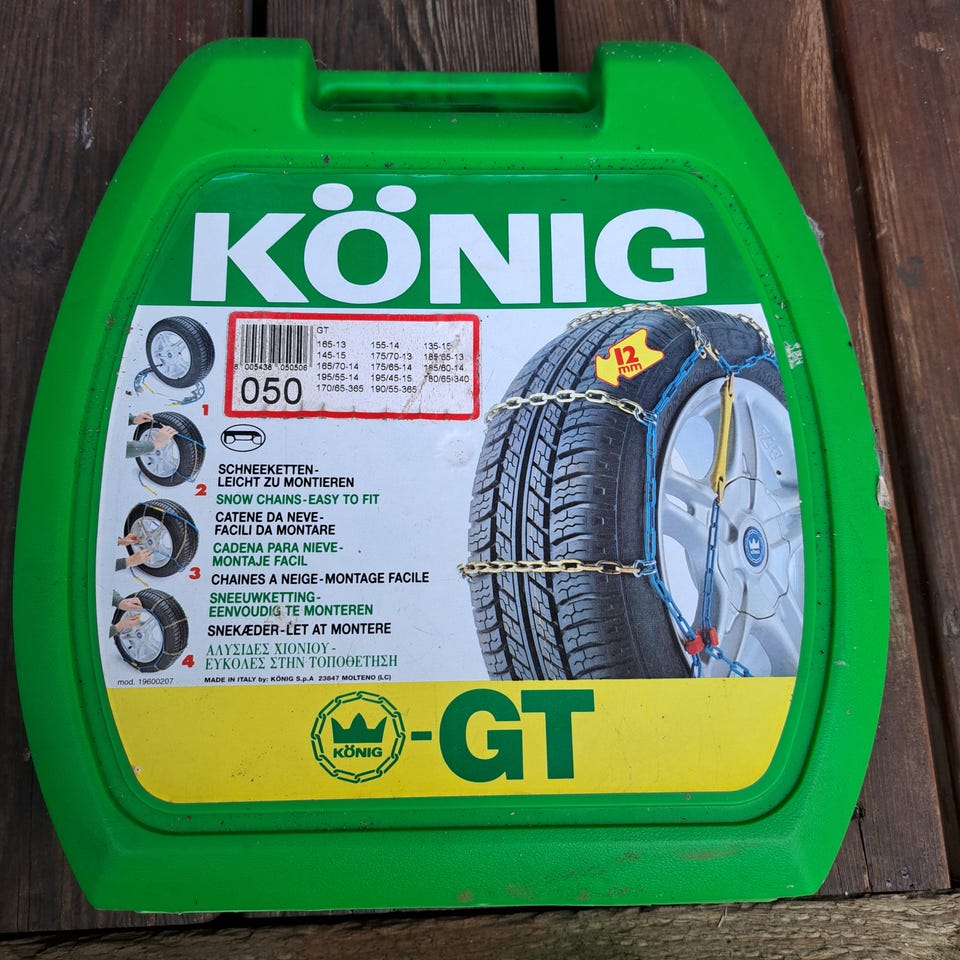 KÖNIG
GT
165-13 155-14 135-15
145-15 175/70-13 185/65-13
165/70-14 175/65-14 185/60-14
195/55-14 195/45-15 180/65-340
170/65-365 190/55-365
8 005438 050506
050
12
mm
1
2
3
4
SCHNEEKETTEN-
LEICHT ZU MONTIEREN
SNOW CHAINS-EASY TO FIT
CATENE DA NEVE-
FACILI DA MONTARE
CADENA PARA NIEVE-
MONTAJE FACIL
CHAINES A NEIGE-MONTAGE FACILE
SNEEUWKETTING-
EENVOUDIG TE MONTEREN
SNEKÆDER-LET AT MONTERE
ΑΛΥΣΙΔΕΣ ΧΙΟΝΙΟΥ-
ΕΥΚΟΛΕΣ ΣΤΗΝ ΤΟΠΟΘΕΤΗΣΗ
mod. 19600207
MADE IN ITALY by: KÖNIG S.p.A 23847 MOLTENO (LC)
KÖNIG
KÖNIG
-GT